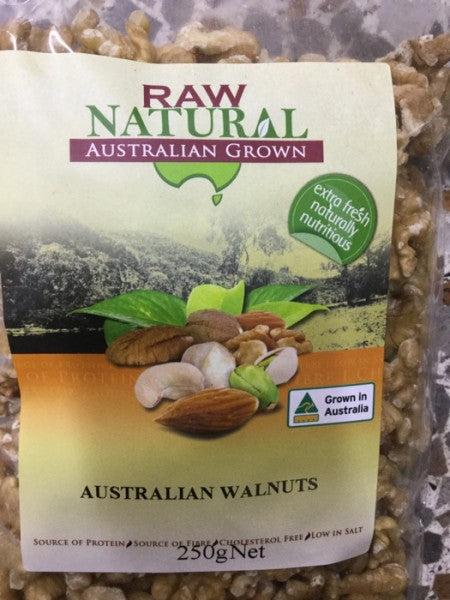 RAW
NATURAL
AUSTRALIAN GROWN
extra fresh
naturally
nutritious
Grown in
Australia
AUSTRALIAN WALNUTS
SOURCE OF PROTEIN SOURCE OF FIBRE CHOLESTEROL FREE LOW IN SALT
250gNet